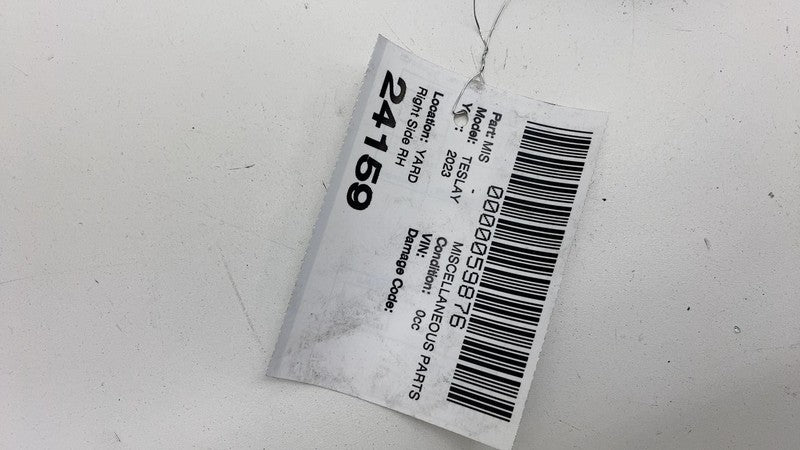 0000059876
Part: MIS - MISCELLANEOUS PARTS
Model: TESLAY Condition: 0cc
2023 VIN:
Location: YARD Damage Code:
Right Side RH
24159